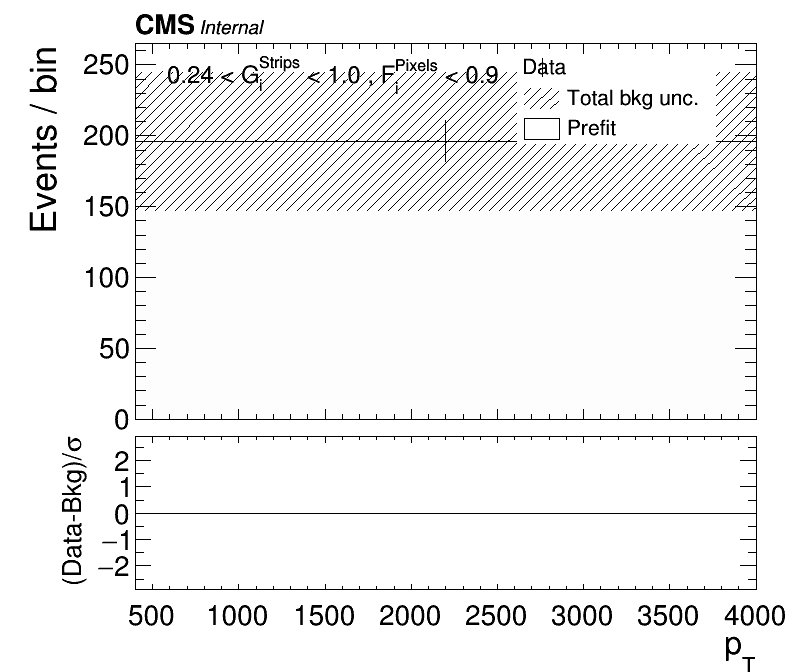 CMS Internal
Events / bin
250
200
150
100
50
0
0.24 < G_i^Strips < 1.0 , F_i^Pixels < 0.9
Data
Total bkg unc.
Prefit
(Data-Bkg)/σ
2
1
0
−1
−2
500 1000 1500 2000 2500 3000 3500 4000
p_T